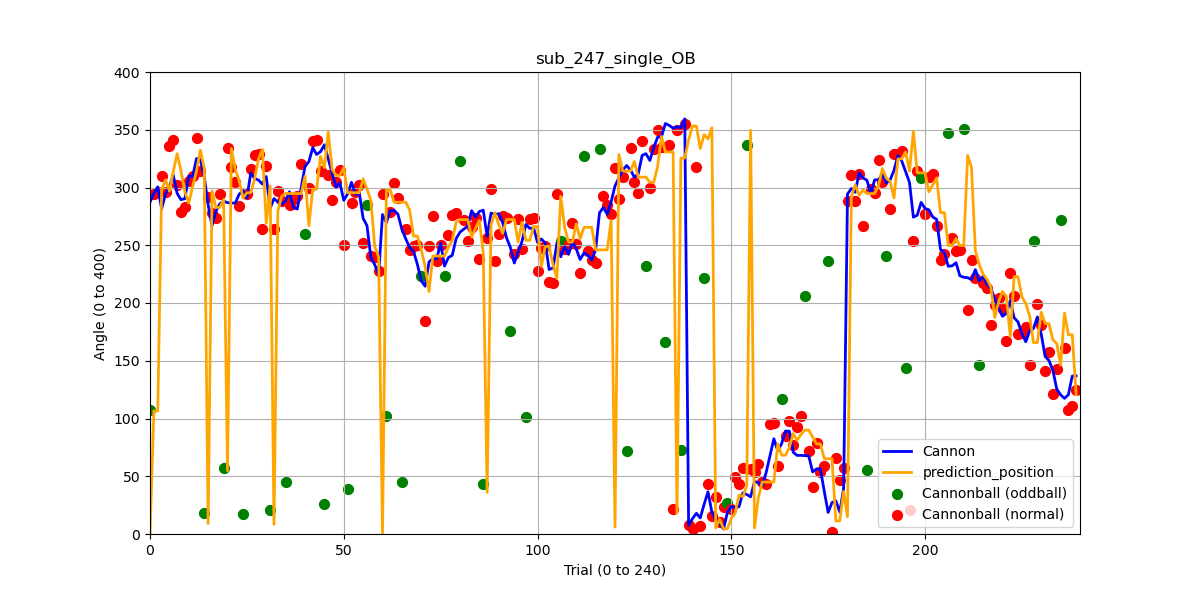 sub_247_single_OB
400
350
300
250
200
150
100
50
0
Angle (0 to 400)
0 50 100 150 200
Trial (0 to 240)
Cannon
prediction_position
Cannonball (oddball)
Cannonball (normal)